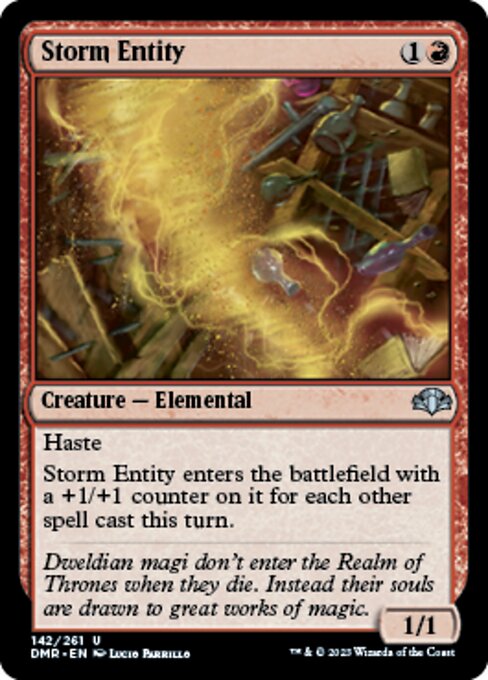 Storm Entity 1
Creature — Elemental
Haste
Storm Entity enters the battlefield with
a +1/+1 counter on it for each other
spell cast this turn.
Dweldian magi don't enter the Realm of
Thrones when they die. Instead their souls
are drawn to great works of magic.
1/1
142/261 U
DMR • EN Lucio Parrillo
™ & © 2023 Wizards of the Coast